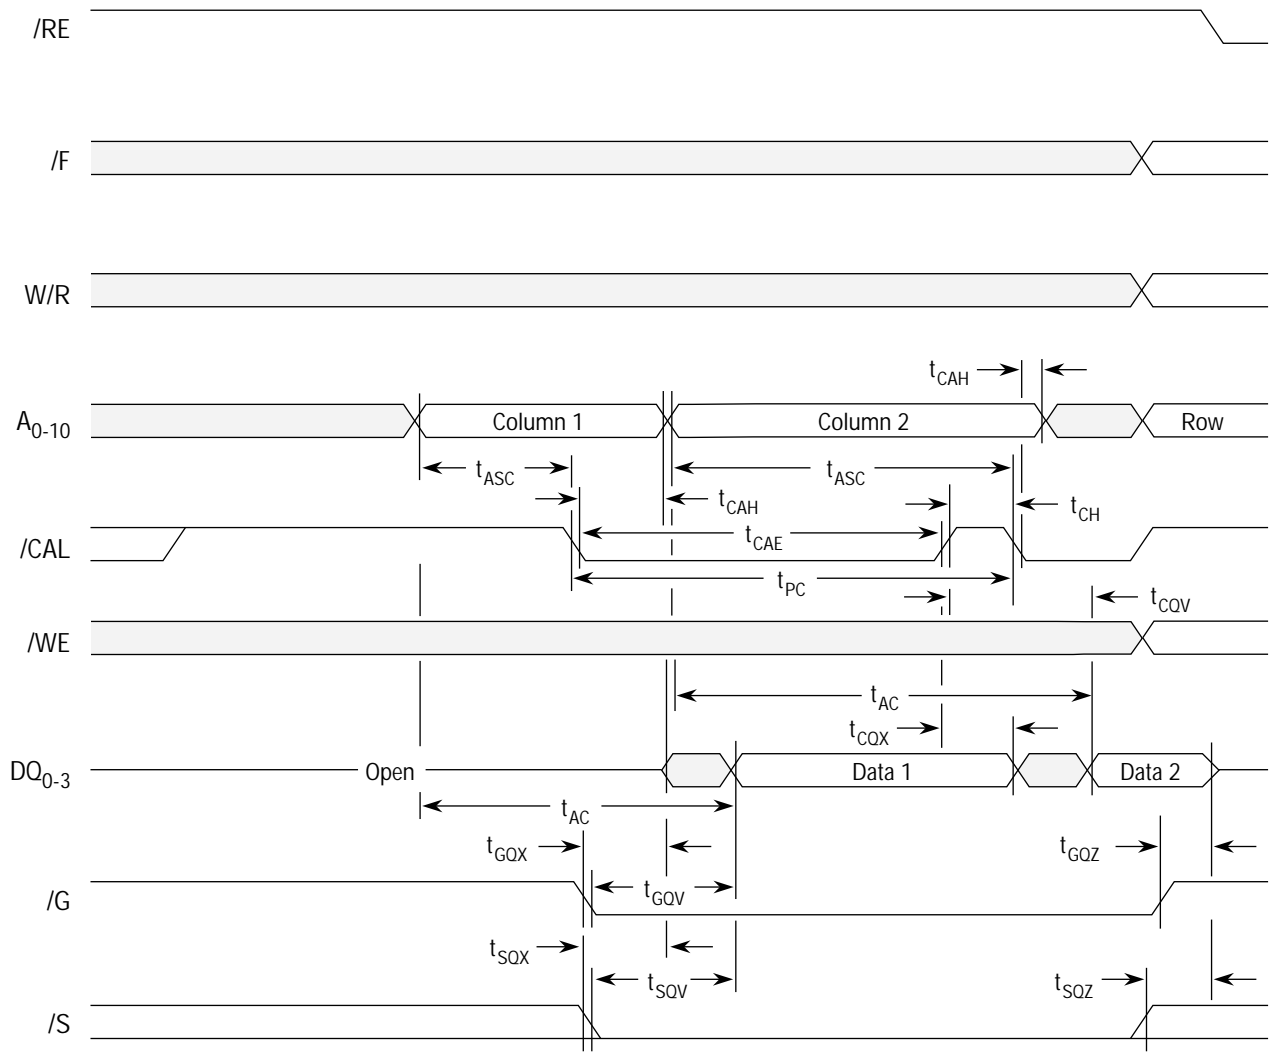 /RE
/F
W/R
tCAH
A0-10
Column 1
Column 2
Row
tASC
tASC
tCAH
tCH
/CAL
tCAE
tPC
tCQV
/WE
tAC
tCQX
DQ0-3
Open
Data 1
Data 2
tAC
tGQX
tGQZ
/G
tGQV
tSQX
tSQV
tSQZ
/S